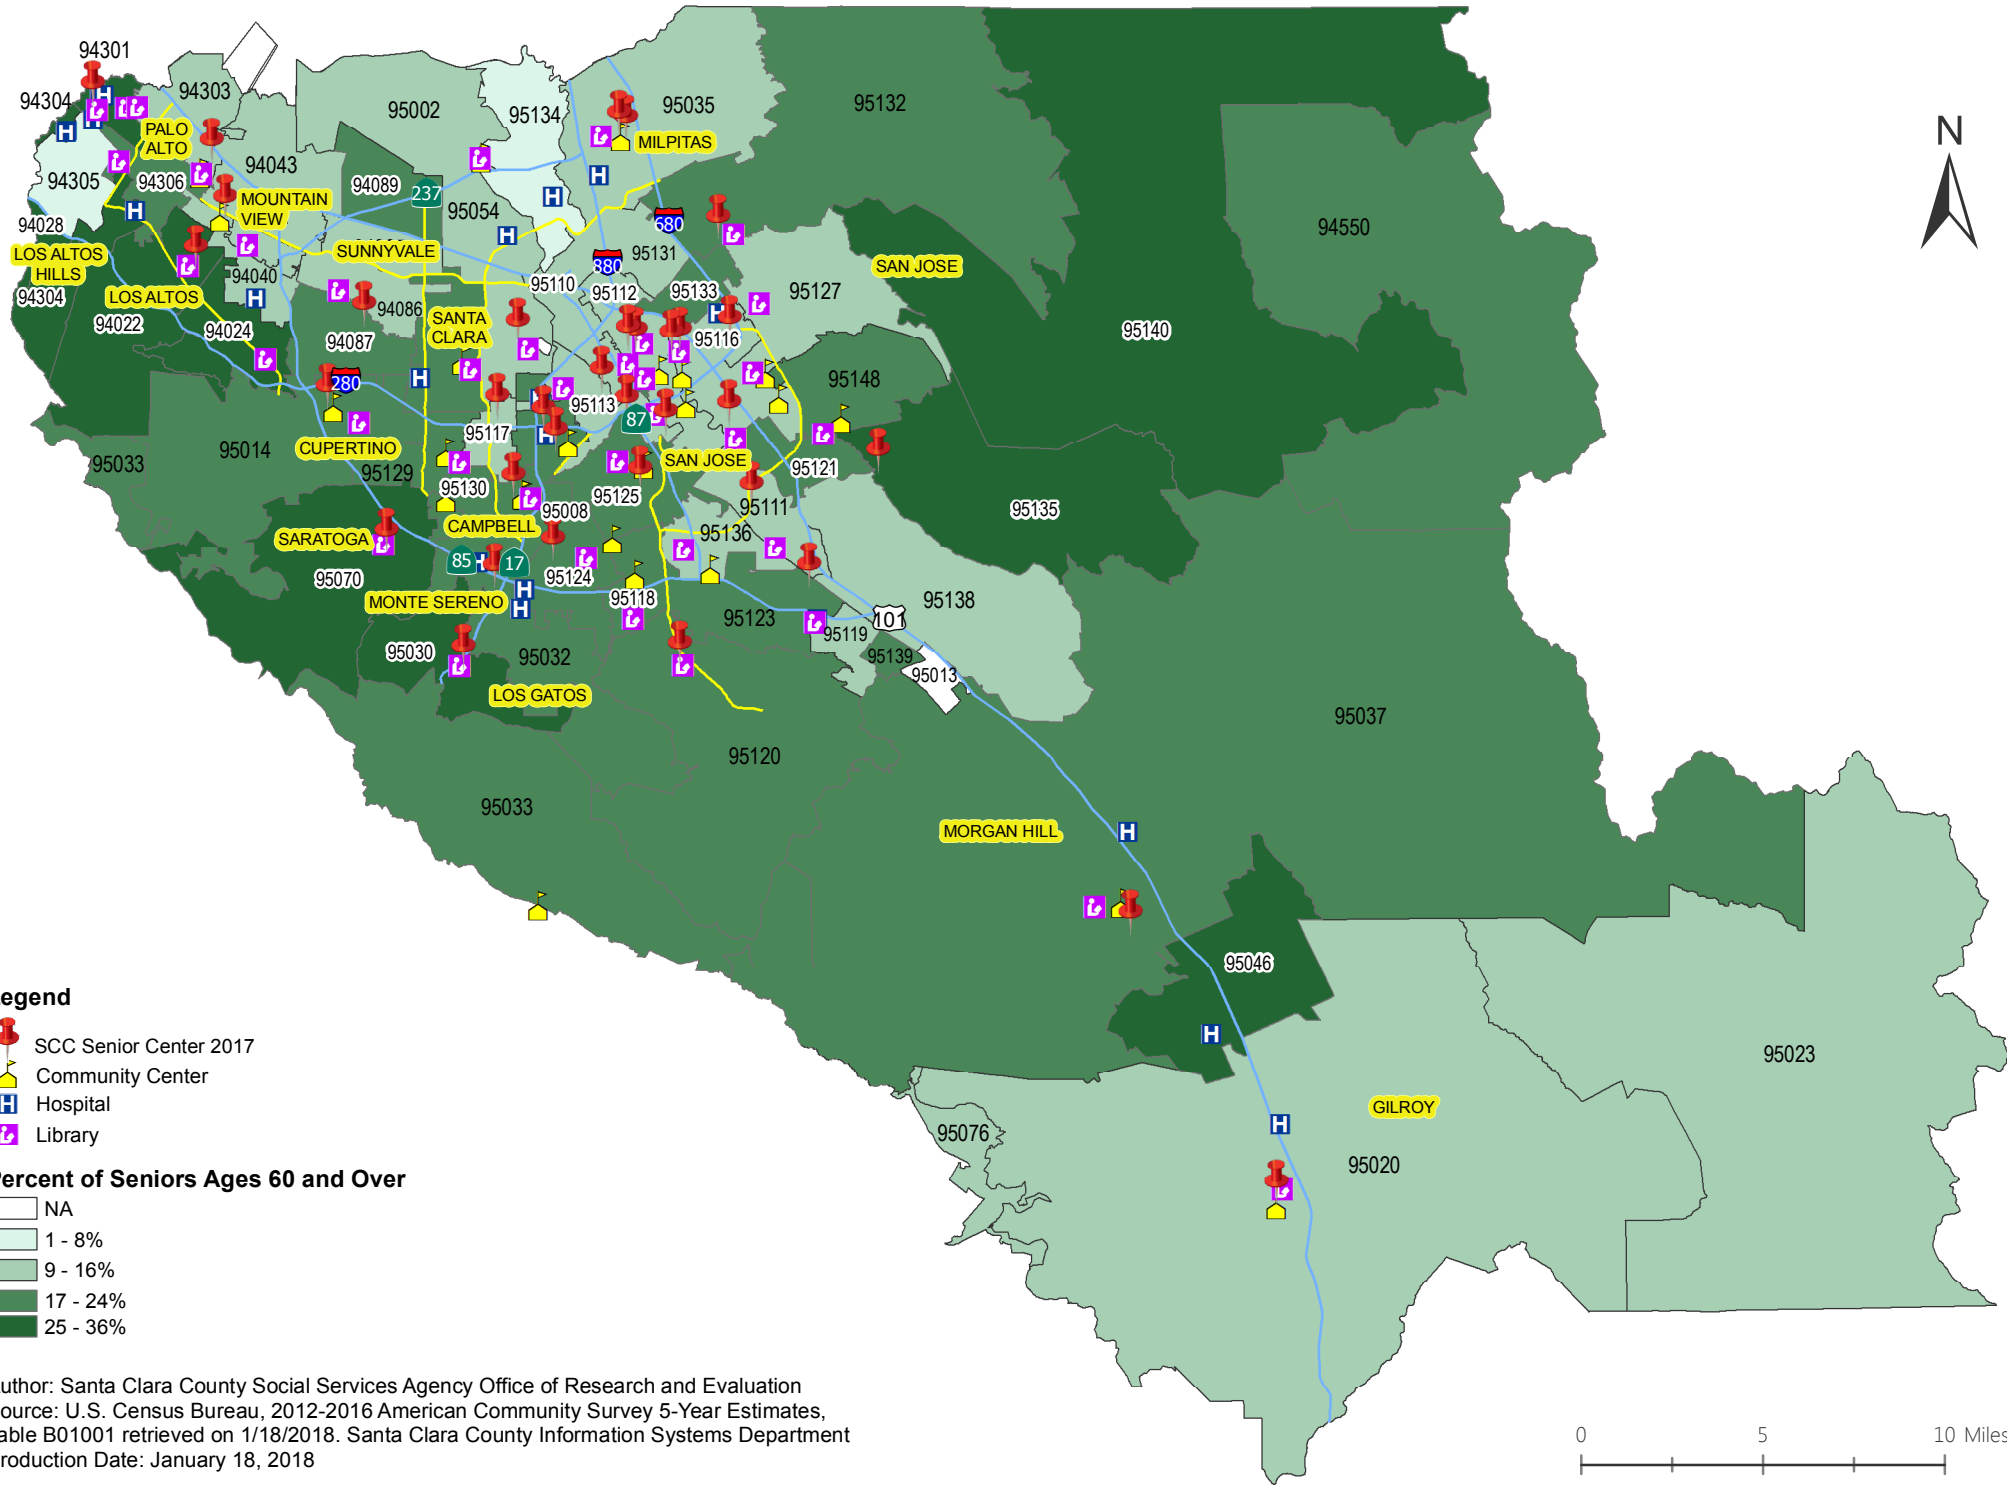 94301
94304
94303
95002
95134
95035
95132
PALO
ALTO
MILPITAS
N
94305
94306
94043
94089
237
MOUNTAIN
VIEW
95054
680
94028
94550
LOS ALTOS
HILLS
SUNNYVALE
95131
880
SAN JOSE
94040
94304
LOS ALTOS
95110
95112
95133
95127
94022
94024
94086
SANTA
CLARA
95116
95140
94087
280
95148
95113
87
95117
95014
CUPERTINO
95033
95129
SAN JOSE
95121
95130
95125
95008
95111
95135
CAMPBELL
95136
SARATOGA
85
17
95070
95124
95118
MONTE SERENO
95138
95123
101
95119
95030
95032
95139
95013
LOS GATOS
95037
95120
95033
MORGAN HILL
95046
egend
SCC Senior Center 2017
Community Center
Hospital
Library
95023
GILROY
95076
95020
ercent of Seniors Ages 60 and Over
NA
1 - 8%
9 - 16%
17 - 24%
25 - 36%
uthor: Santa Clara County Social Services Agency Office of Research and Evaluation
ource: U.S. Census Bureau, 2012-2016 American Community Survey 5-Year Estimates,
able B01001 retrieved on 1/18/2018. Santa Clara County Information Systems Department
roduction Date: January 18, 2018
0 5 10 Miles